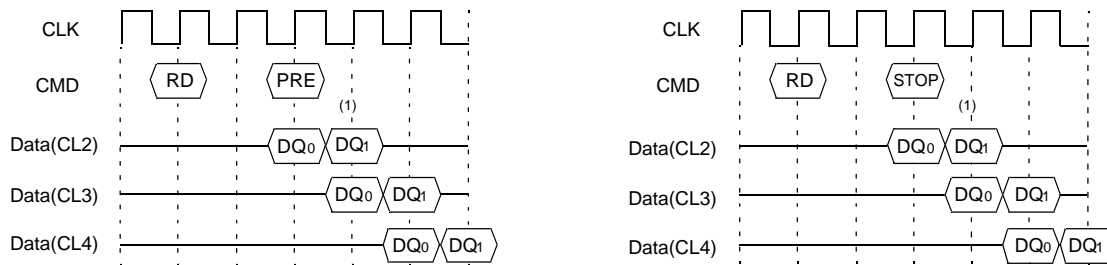 CLK
CMD RD PRE
(1)
Data(CL2) DQ0 DQ1
Data(CL3) DQ0 DQ1
Data(CL4) DQ0 DQ1
CLK
CMD RD STOP
(1)
Data(CL2) DQ0 DQ1
Data(CL3) DQ0 DQ1
Data(CL4) DQ0 DQ1